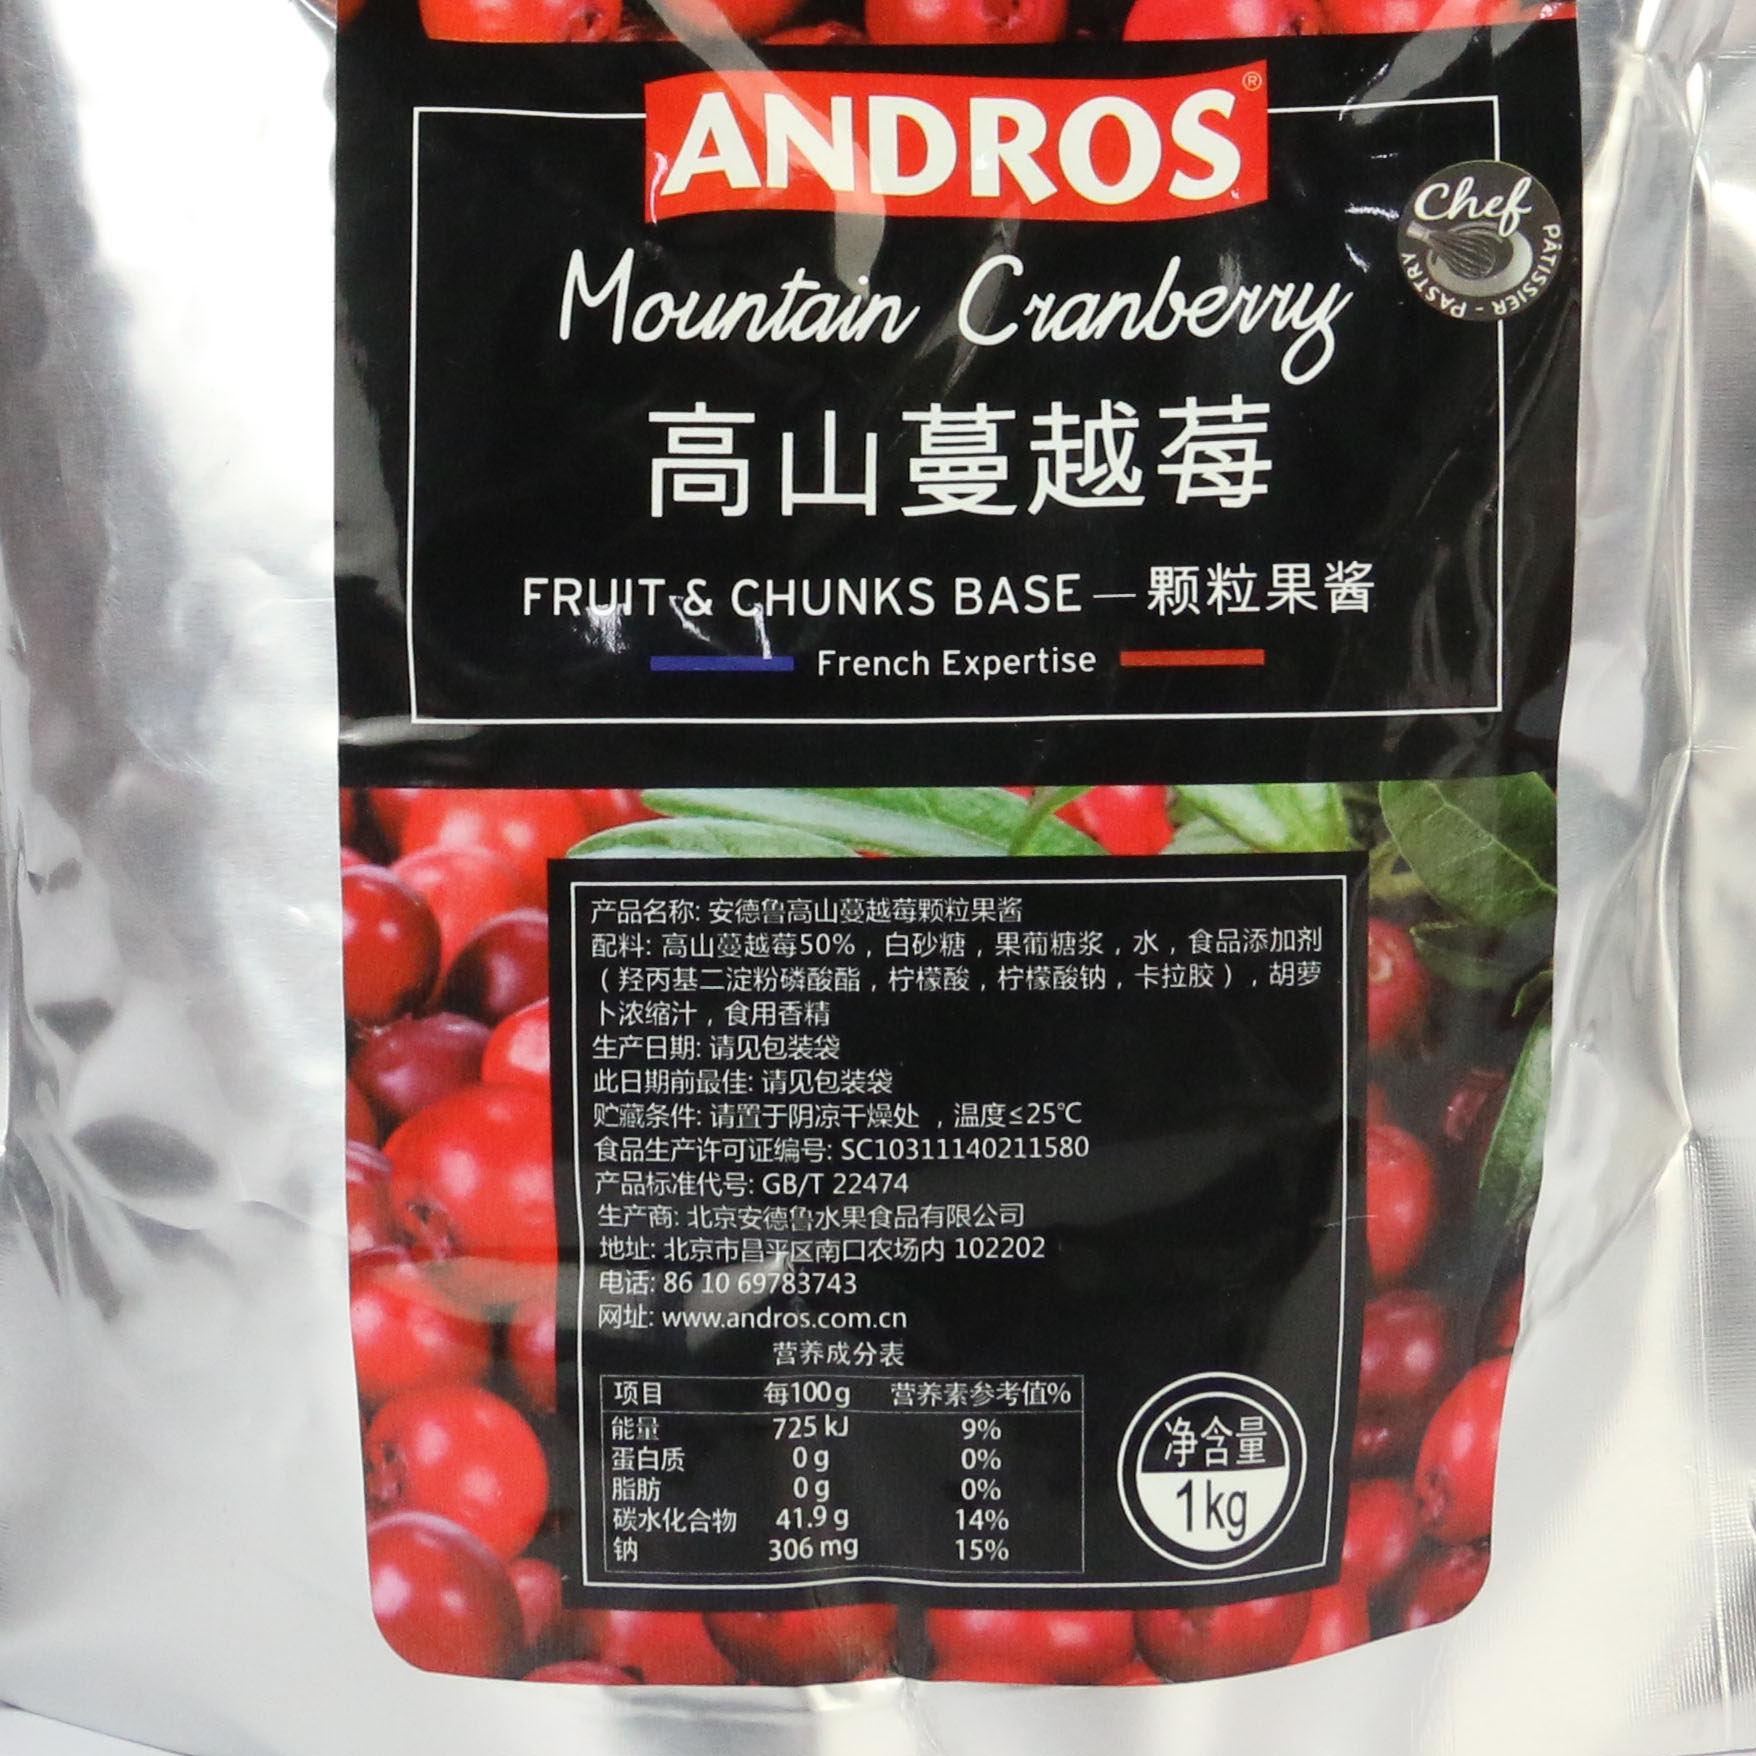 ANDROS®
Chef
PÂTISSIER - PASTRY
Mountain Cranberry
高山蔓越莓
FRUIT & CHUNKS BASE — 颗粒果酱
French Expertise
产品名称: 安德鲁高山蔓越莓颗粒果酱
配料: 高山蔓越莓50%，白砂糖，果葡糖浆，水，食品添加剂
（羟丙基二淀粉磷酸酯，柠檬酸，柠檬酸钠，卡拉胶），胡萝
卜浓缩汁，食用香精
生产日期: 请见包装袋
此日期前最佳: 请见包装袋
贮藏条件: 请置于阴凉干燥处 ，温度≤25℃
食品生产许可证编号: SC10311140211580
产品标准代号: GB/T 22474
生产商: 北京安德鲁水果食品有限公司
地址: 北京市昌平区南口农场内 102202
电话: 86 10 69783743
网址: www.andros.com.cn
营养成分表
项目 每100g 营养素参考值%
能量 725 kJ 9%
蛋白质 0 g 0%
脂肪 0 g 0%
碳水化合物 41.9 g 14%
钠 306 mg 15%
净含量
1kg